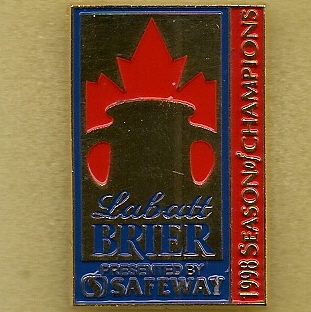 Labatt
BRIER
PRESENTED BY
SAFEWAY
1998 SEASON of CHAMPIONS